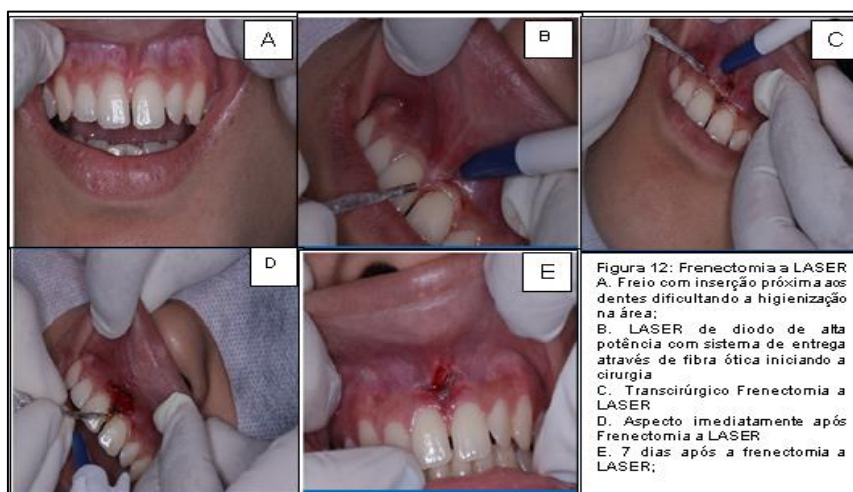 A
B
C
D
E
Figura 12: Frenectomia a LASER
A. Freio com inserção próxima aos
dentes dificultando a higienização
na área;
B. LASER de diodo de alta
potência com sistema de entrega
através de fibra ótica iniciando a
cirurgia
C. Transcirúrgico Frenectomia a
LASER
D. Aspecto imediatamente após
Frenectomia a LASER
E. 7 dias após a frenectomia a
LASER;